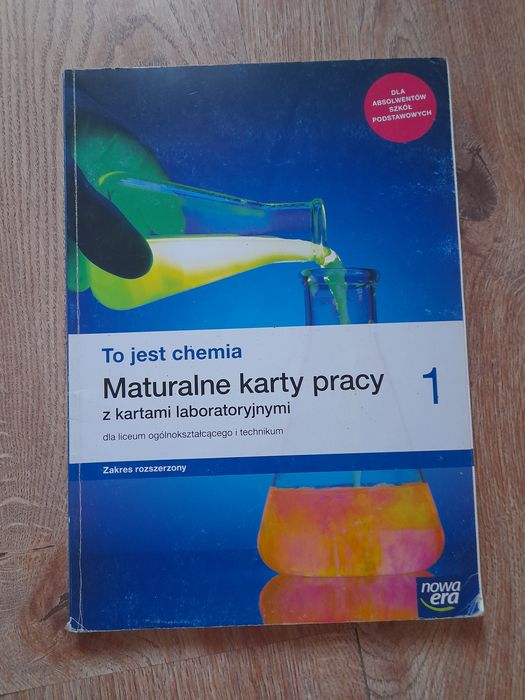 DLA
ABSOLWENTÓW
SZKÓŁ
PODSTAWOWYCH
To jest chemia
Maturalne karty pracy 1
z kartami laboratoryjnymi
dla liceum ogólnokształcącego i technikum
Zakres rozszerzony
nowa
era